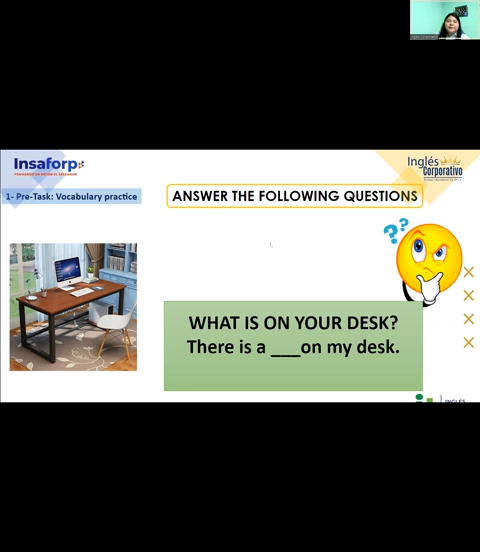 Insaforp
Inglés
Corporativo
1- Pre-Task: Vocabulary practice
ANSWER THE FOLLOWING QUESTIONS
??
WHAT IS ON YOUR DESK?
There is a ___on my desk.